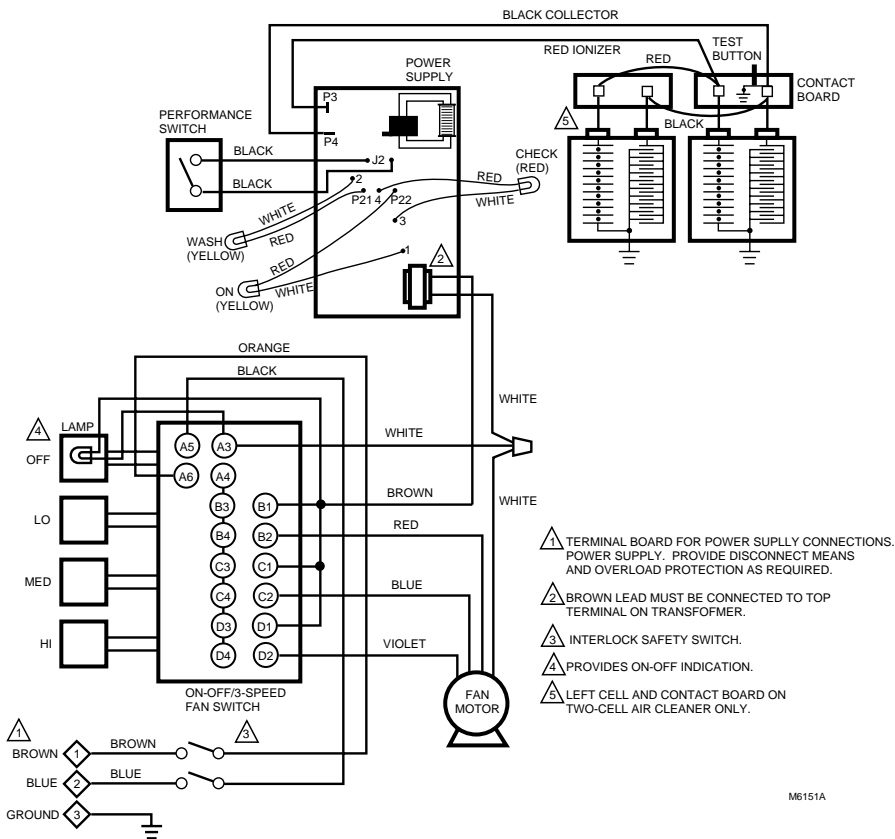 BLACK COLLECTOR
RED IONIZER
TEST
BUTTON
RED
POWER
SUPPLY
CONTACT
BOARD
P3
PERFORMANCE
SWITCH
P4
5
BLACK
BLACK
J2
CHECK
(RED)
BLACK
2
RED
WHITE
P21 4 P22
WHITE
3
WASH
(YELLOW)
RED
RED
1
2
ON
(YELLOW)
WHITE
ORANGE
BLACK
WHITE
4
LAMP
OFF
A5
A3
WHITE
A6
A4
BROWN
WHITE
B3
B1
LO
RED
B4
B2
1 TERMINAL BOARD FOR POWER SUPLLY CONNECTIONS.
POWER SUPPLY. PROVIDE DISCONNECT MEANS
AND OVERLOAD PROTECTION AS REQUIRED.
C3
C1
MED
BLUE
C4
C2
2 BROWN LEAD MUST BE CONNECTED TO TOP
TERMINAL ON TRANSFOMER.
D3
D1
HI
VIOLET
3 INTERLOCK SAFETY SWITCH.
D4
D2
4 PROVIDES ON-OFF INDICATION.
ON-OFF/3-SPEED
FAN SWITCH
FAN
MOTOR
5 LEFT CELL AND CONTACT BOARD ON
TWO-CELL AIR CLEANER ONLY.
1
3
BROWN
1
BROWN
BLUE
2
BLUE
GROUND
3
M6151A